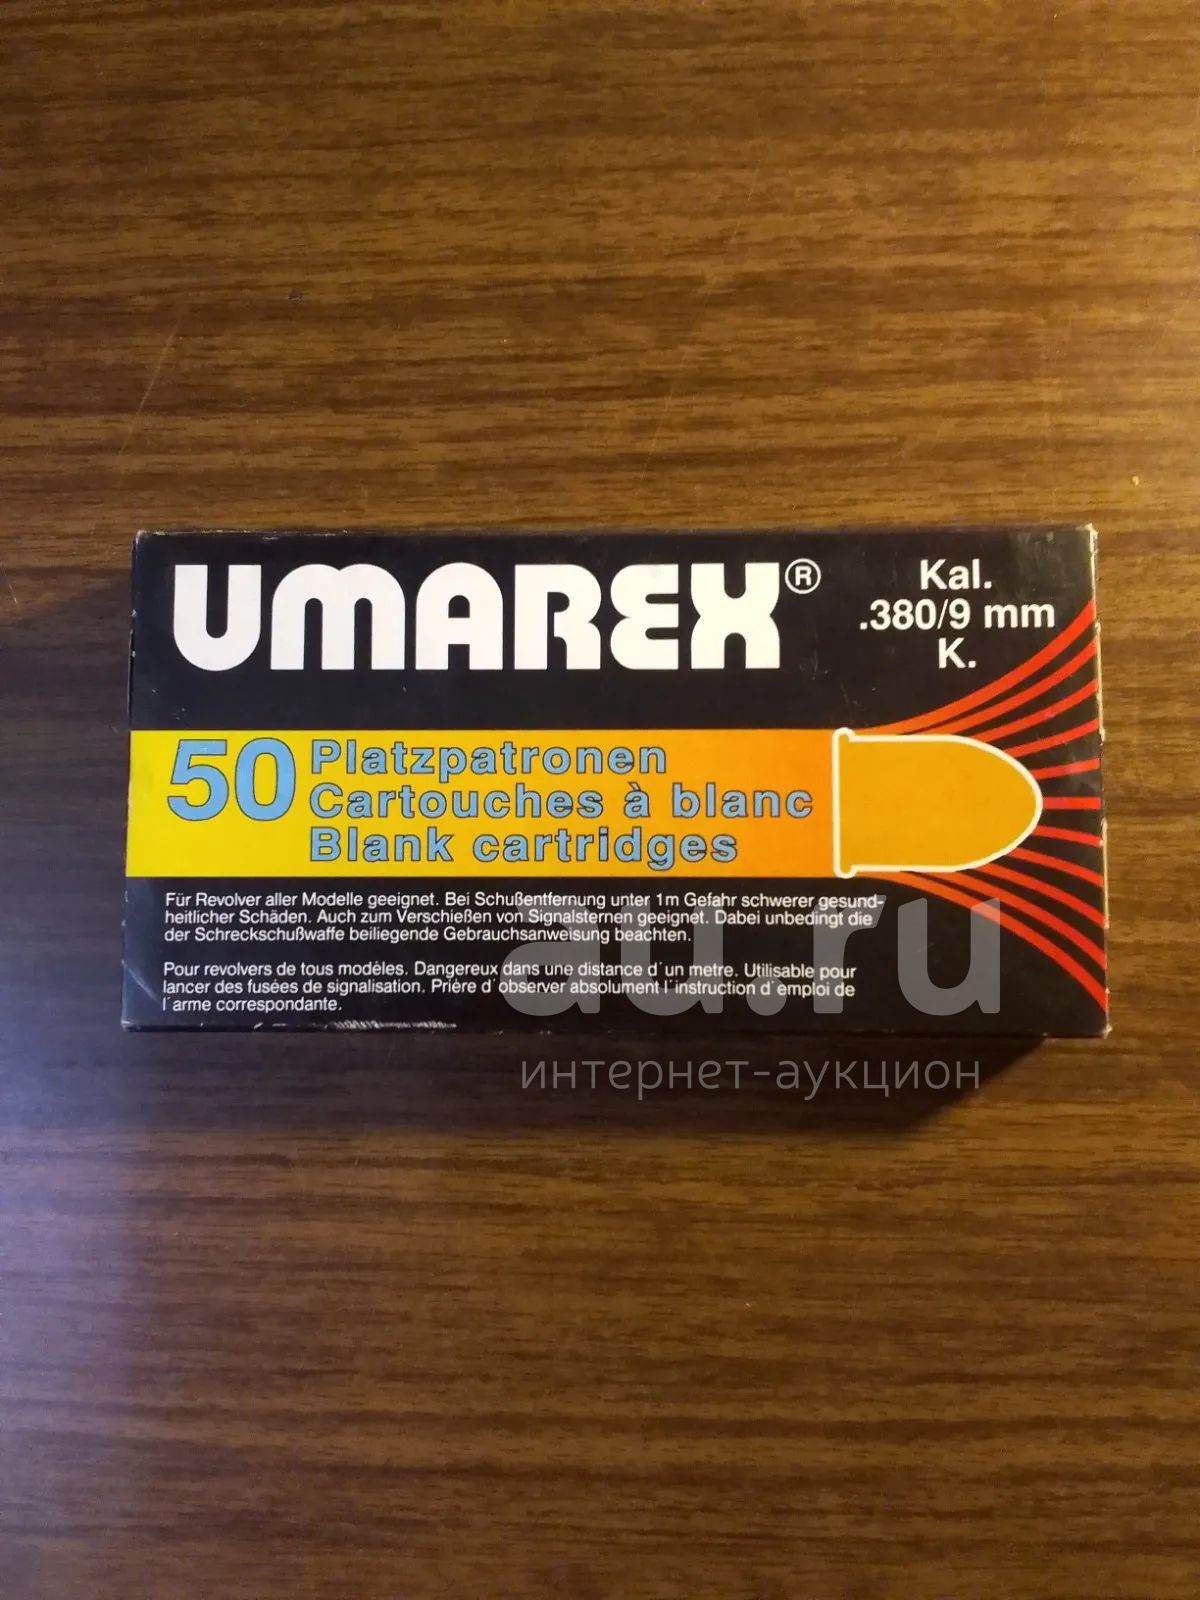 UMAREX®
Kal.
.380/9 mm
K.
50
Platzpatronen
Cartouches à blanc
Blank cartridges
Für Revolver aller Modelle geeignet. Bei Schußentfernung unter 1m Gefahr schwerer gesund-
heitlicher Schäden. Auch zum Verschießen von Signalsternen geeignet. Dabei unbedingt die
der Schreckschußwaffe beiliegende Gebrauchsanweisung beachten.
Pour revolvers de tous modèles. Dangereux dans une distance d'un metre. Utilisable pour
lancer des fusées de signalisation. Prière d'observer absolument l'instruction d'emploi de
l'arme correspondante.
au.ru
интернет-аукцион